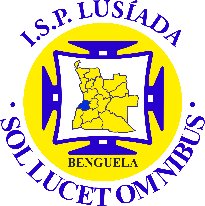 I.S.P. LUSÍADA
BENGUELA
· SOL LUCET OMNIBUS ·